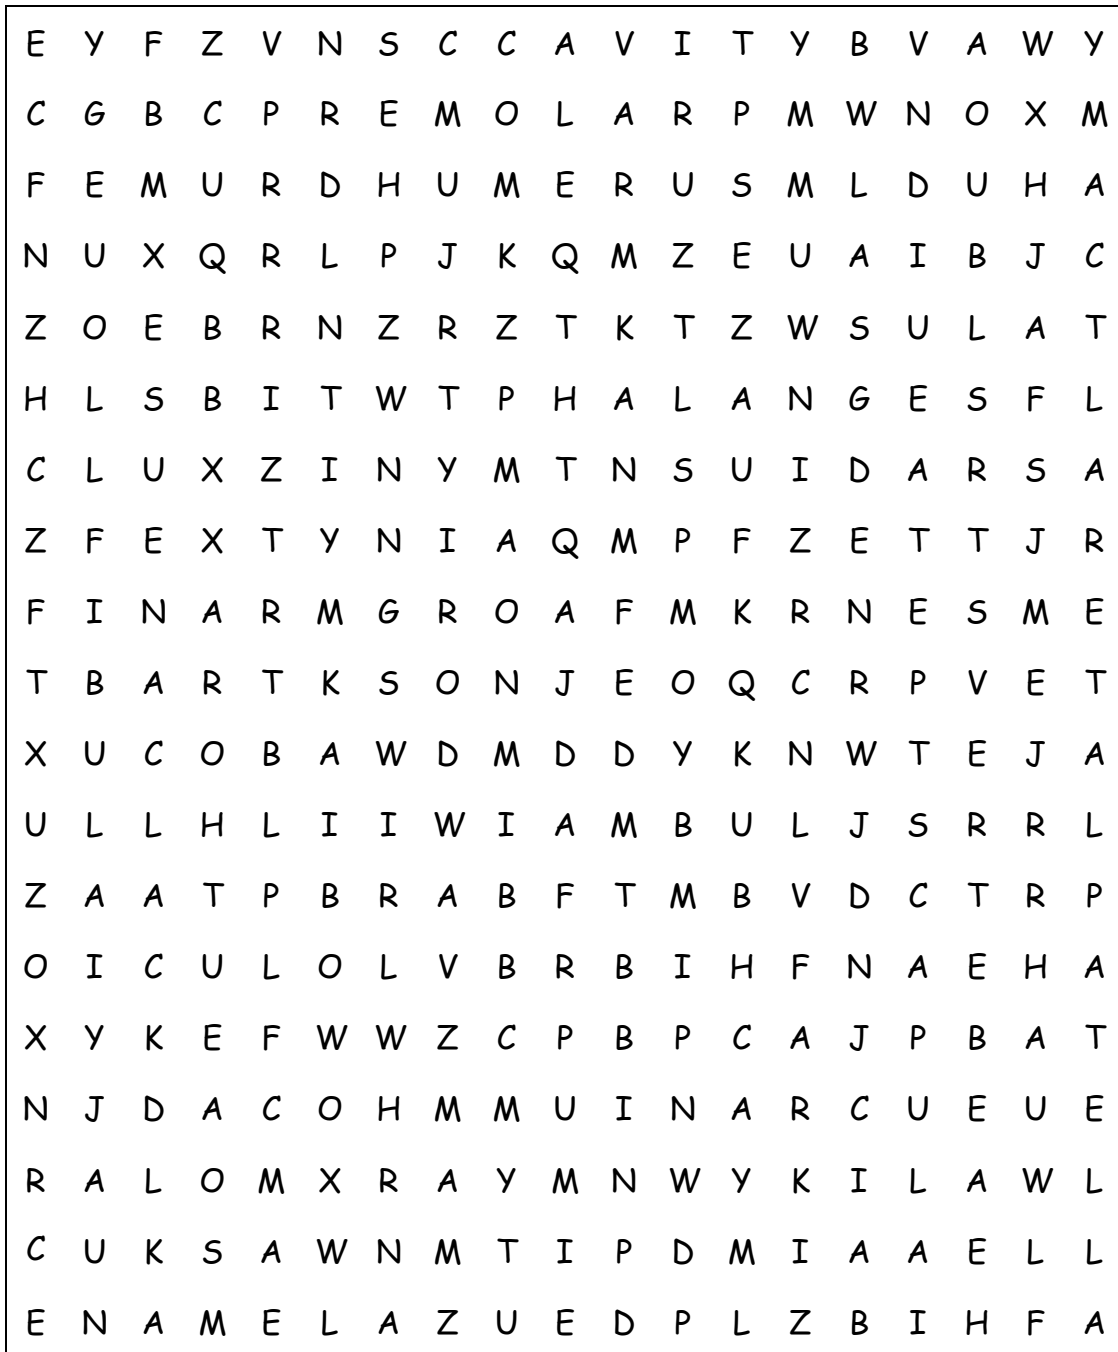 E Y F Z V N S C C A V I T Y B V A W Y
C G B C P R E M O L A R P M W N O X M
F E M U R D H U M E R U S M L D U H A
N U X Q R L P J K Q M Z E U A I B J C
Z O E B R N Z R Z T K T Z W S U L A T
H L S B I T W T P H A L A N G E S F L
C L U X Z I N Y M T N S U I D A R S A
Z F E X T Y N I A Q M P F Z E T T J R
F I N A R M G R O A F M K R N E S M E
T B A R T K S O N J E O Q C R P V E T
X U C O B A W D M D D Y K N W T E J A
U L L H L I I W I A M B U L J S R R L
Z A A T P B R A B F T M B V D C T R P
O I C U L O L V B R B I H F N A E H A
X Y K E F W W Z C P B P C A J P B A T
N J D A C O H M M U I N A R C U E U E
R A L O M X R A Y M N W Y K I L A W L
C U K S A W N M T I P D M I A A E L L
E N A M E L A Z U E D P L Z B I H F A